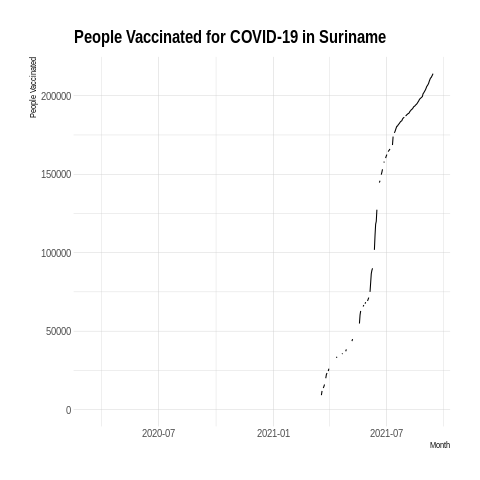 People Vaccinated for COVID-19 in Suriname
People Vaccinated
200000
150000
100000
50000
0
2020-07
2021-01
2021-07
Month